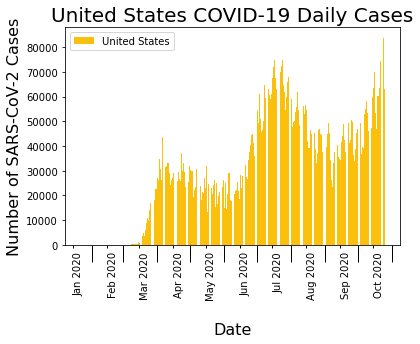 United States COVID-19 Daily Cases
United States
Number of SARS-CoV-2 Cases
80000
70000
60000
50000
40000
30000
20000
10000
0
Jan 2020
Feb 2020
Mar 2020
Apr 2020
May 2020
Jun 2020
Jul 2020
Aug 2020
Sep 2020
Oct 2020
Date